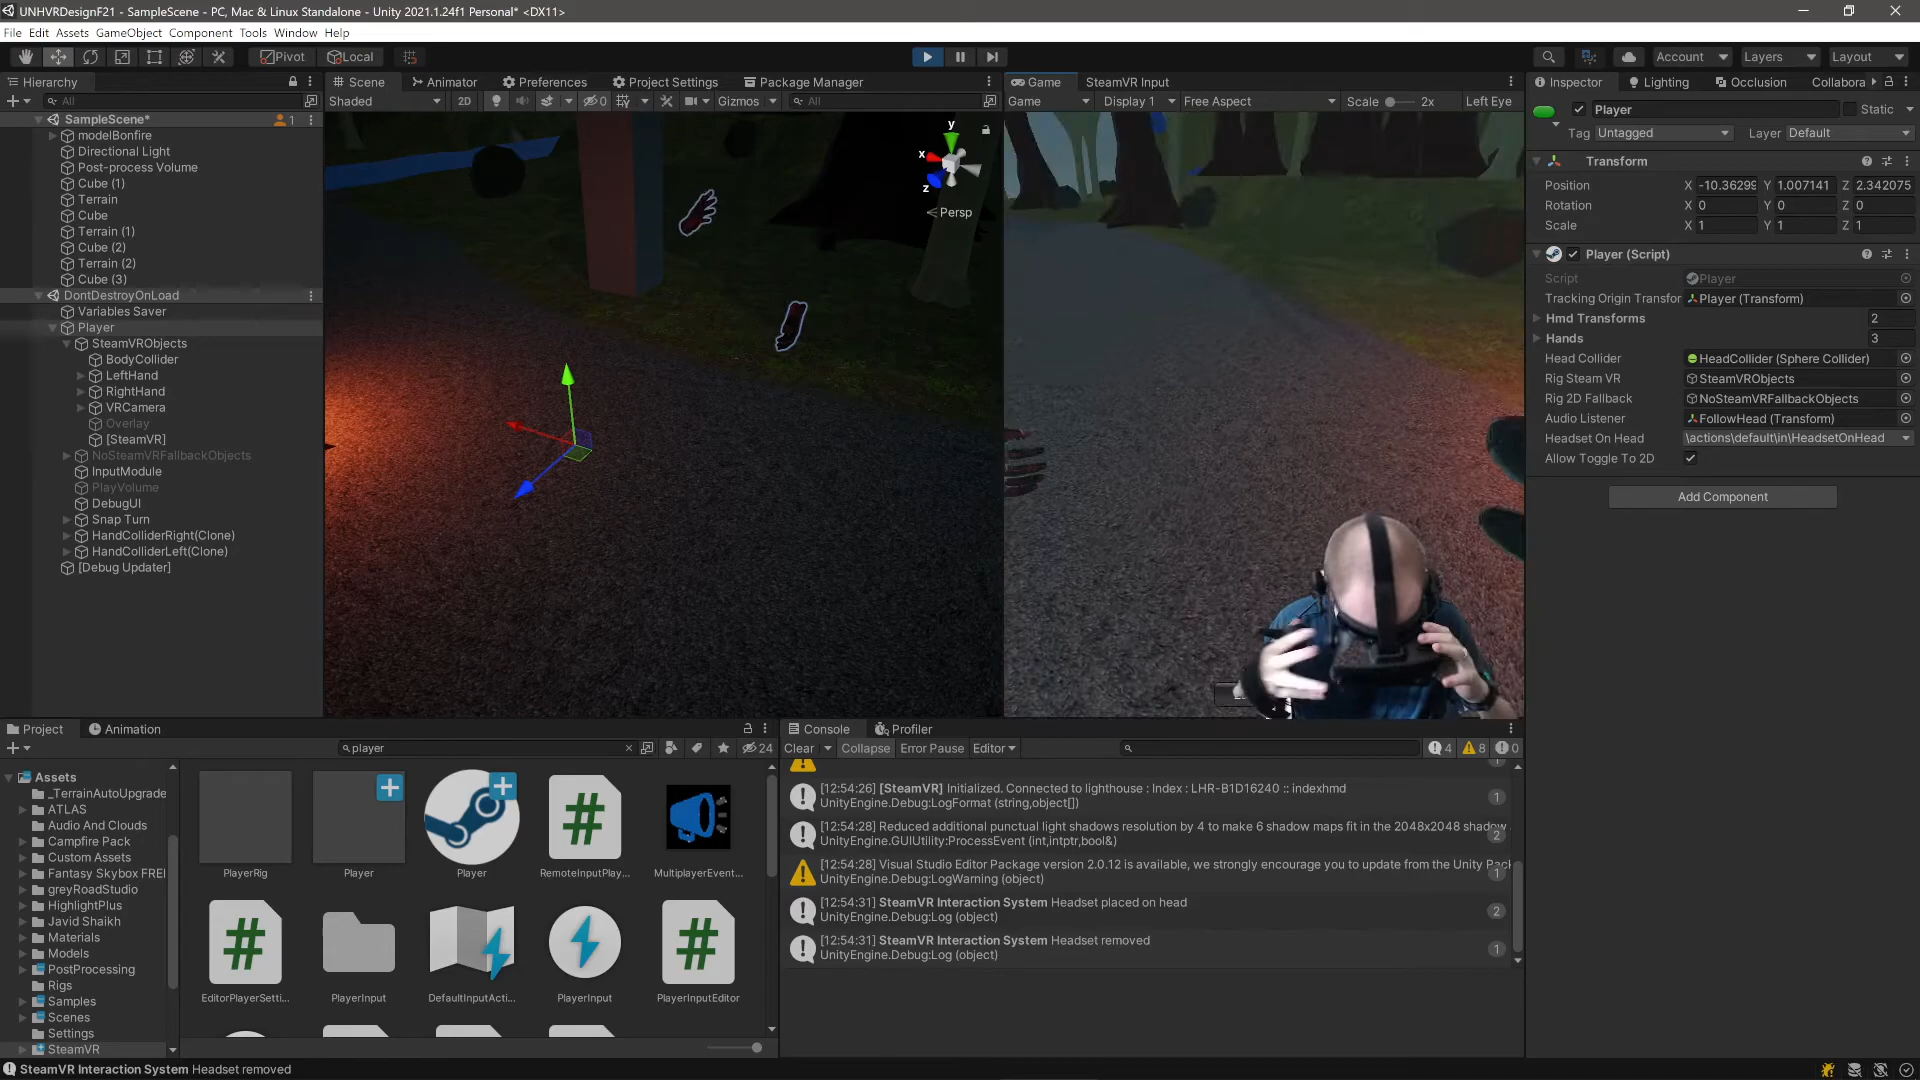 UNHVRDesignF21 - SampleScene - PC, Mac & Linux Standalone - Unity 2021.1.24f1 Personal* <DX11>
File Edit Assets GameObject Component Tools Window Help
Pivot Local Account Layers Layout
Hierarchy
All
SampleScene* 1
modelBonfire
Directional Light
Post-process Volume
Cube (1)
Terrain
Cube
Terrain (1)
Cube (2)
Terrain (2)
Cube (3)
DontDestroyOnLoad
Variables Saver
Player
SteamVRObjects
BodyCollider
LeftHand
RightHand
VRCamera
Overlay
[SteamVR]
NoSteamVRFallbackObjects
InputModule
PlayVolume
DebugUI
Snap Turn
HandColliderRight(Clone)
HandColliderLeft(Clone)
[Debug Updater]
Scene Animator Preferences Project Settings Package Manager
Shaded 2D 0 Gizmos All
y
x
z
Persp
Game SteamVR Input
Game Display 1 Free Aspect Scale 2x Left Eye
Inspector Lighting Occlusion Collabora
Player Static
Tag Untagged Layer Default
Transform
Position X -10.36299 Y 1.007141 Z 2.342075
Rotation X 0 Y 0 Z 0
Scale X 1 Y 1 Z 1
Player (Script)
Script Player
Tracking Origin Transfor Player (Transform)
Hmd Transforms 2
Hands 3
Head Collider HeadCollider (Sphere Collider)
Rig Steam VR SteamVRObjects
Rig 2D Fallback NoSteamVRFallbackObjects
Audio Listener FollowHead (Transform)
Headset On Head \actions\default\in\HeadsetOnHead
Allow Toggle To 2D
Add Component
Project Animation
player 24
Assets
_TerrainAutoUpgrade
ATLAS
Audio And Clouds
Campfire Pack
Custom Assets
Fantasy Skybox FREI
greyRoadStudio
HighlightPlus
Javid Shaikh
Materials
Models
PostProcessing
Rigs
Samples
Scenes
Settings
SteamVR
PlayerRig Player Player RemoteInputPlay... MultiplayerEvent...
EditorPlayerSetti... PlayerInput DefaultInputActi... PlayerInput PlayerInputEditor
Console Profiler
Clear Collapse Error Pause Editor 4 8 0
[12:54:26] [SteamVR] Initialized. Connected to lighthouse : Index : LHR-B1D16240 :: indexhmd
UnityEngine.Debug:LogFormat (string,object[])
1
[12:54:28] Reduced additional punctual light shadows resolution by 4 to make 6 shadow maps fit in the 2048x2048 shadow
UnityEngine.GUIUtility:ProcessEvent (int,intptr,bool&)
2
[12:54:28] Visual Studio Editor Package version 2.0.12 is available, we strongly encourage you to update from the Unity Pack
UnityEngine.Debug:LogWarning (object)
1
[12:54:31] SteamVR Interaction System Headset placed on head
UnityEngine.Debug:Log (object)
2
[12:54:31] SteamVR Interaction System Headset removed
UnityEngine.Debug:Log (object)
1
SteamVR Interaction System Headset removed